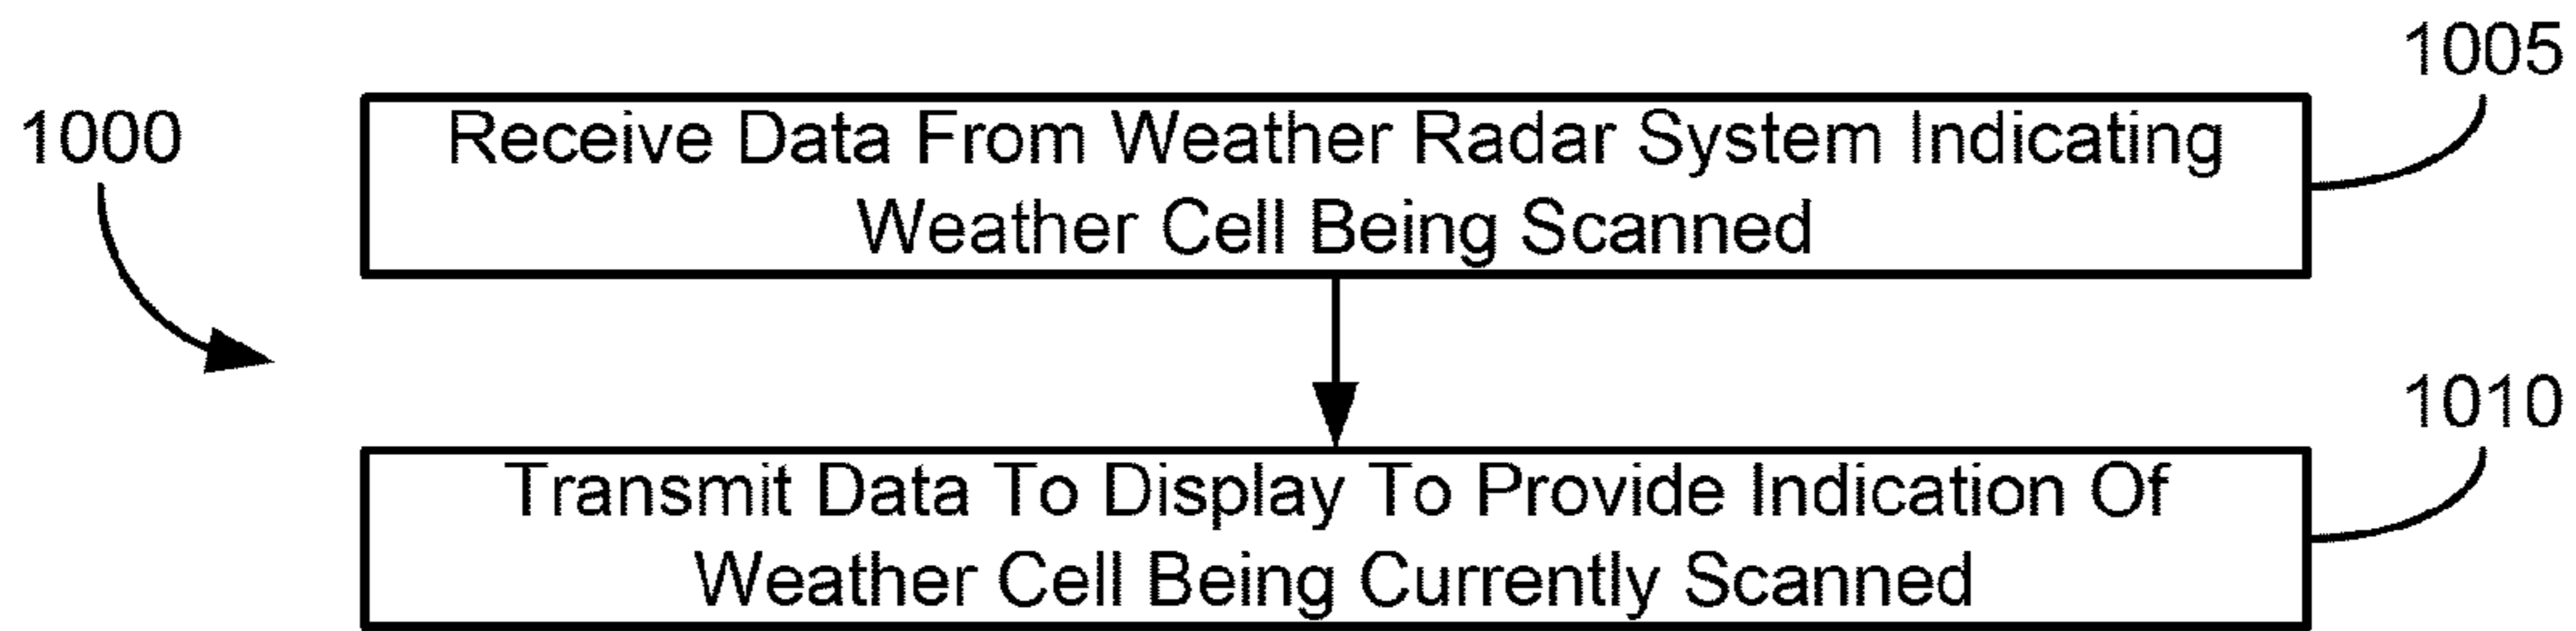 1005
1000
Receive Data From Weather Radar System Indicating
Weather Cell Being Scanned
1010
Transmit Data To Display To Provide Indication Of
Weather Cell Being Currently Scanned